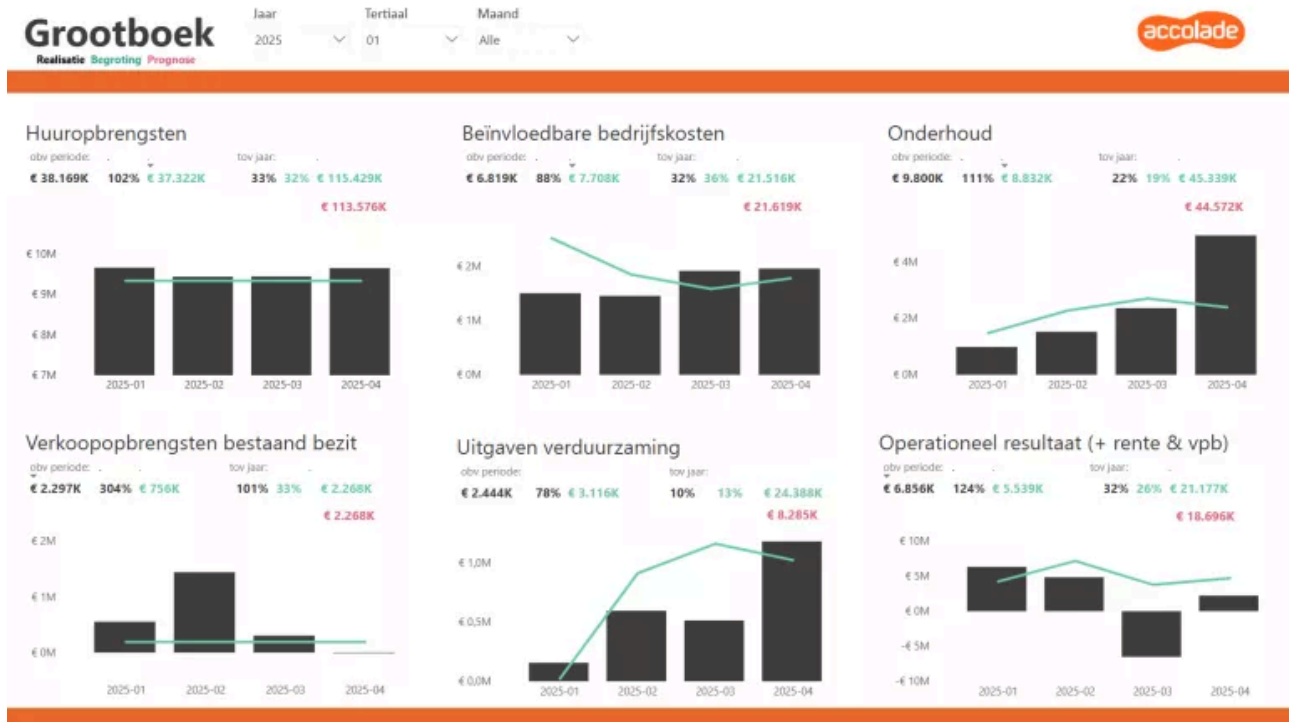 Grootboek
Realisatie Begroting Prognose
Jaar
2025
Tertiaal
01
Maand
Alle
accolade
Huuropbrengsten
obv periode: tov jaar:
€ 38.169K 102% € 37.322K 33% 32% € 115.429K
€ 113.576K
€ 10M
€ 9M
€ 8M
€ 7M
2025-01 2025-02 2025-03 2025-04
Beïnvloedbare bedrijfskosten
obv periode: tov jaar:
€ 6.819K 88% € 7.708K 32% 36% € 21.516K
€ 21.619K
€ 2M
€ 1M
€ 0M
2025-01 2025-02 2025-03 2025-04
Onderhoud
obv periode: tov jaar:
€ 9.800K 111% € 8.832K 22% 19% € 45.339K
€ 44.572K
€ 4M
€ 2M
€ 0M
2025-01 2025-02 2025-03 2025-04
Verkoopopbrengsten bestaand bezit
obv periode: tov jaar:
€ 2.297K 304% € 756K 101% 33% € 2.268K
€ 2.268K
€ 2M
€ 1M
€ 0M
2025-01 2025-02 2025-03 2025-04
Uitgaven verduurzaming
obv periode: tov jaar:
€ 2.444K 78% € 3.116K 10% 13% € 24.388K
€ 8.285K
€ 1,0M
€ 0,5M
€ 0,0M
2025-01 2025-02 2025-03 2025-04
Operationeel resultaat (+ rente & vpb)
obv periode: tov jaar:
€ 6.856K 124% € 5.539K 32% 26% € 21.177K
€ 18.696K
€ 10M
€ 5M
€ 0M
-€ 5M
-€ 10M
2025-01 2025-02 2025-03 2025-04